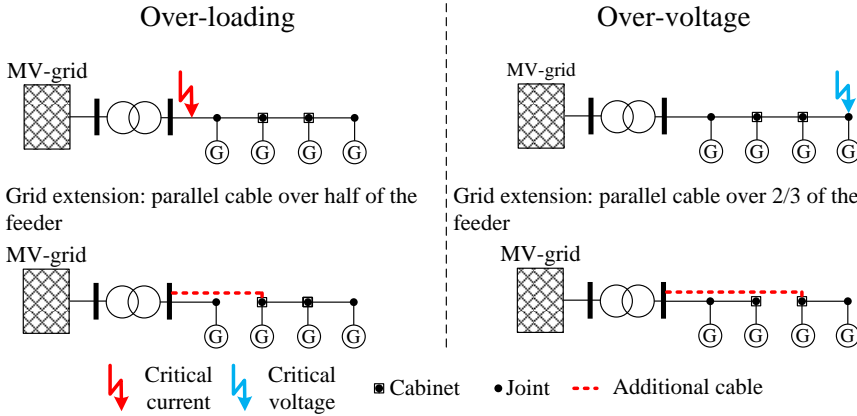 Over-loading
Over-voltage
MV-grid
G
G
G
G
MV-grid
G
G
G
G
Grid extension: parallel cable over half of the
feeder
Grid extension: parallel cable over 2/3 of the
feeder
MV-grid
G
G
G
G
MV-grid
G
G
G
G
Critical
current
Critical
voltage
Cabinet
Joint
Additional cable